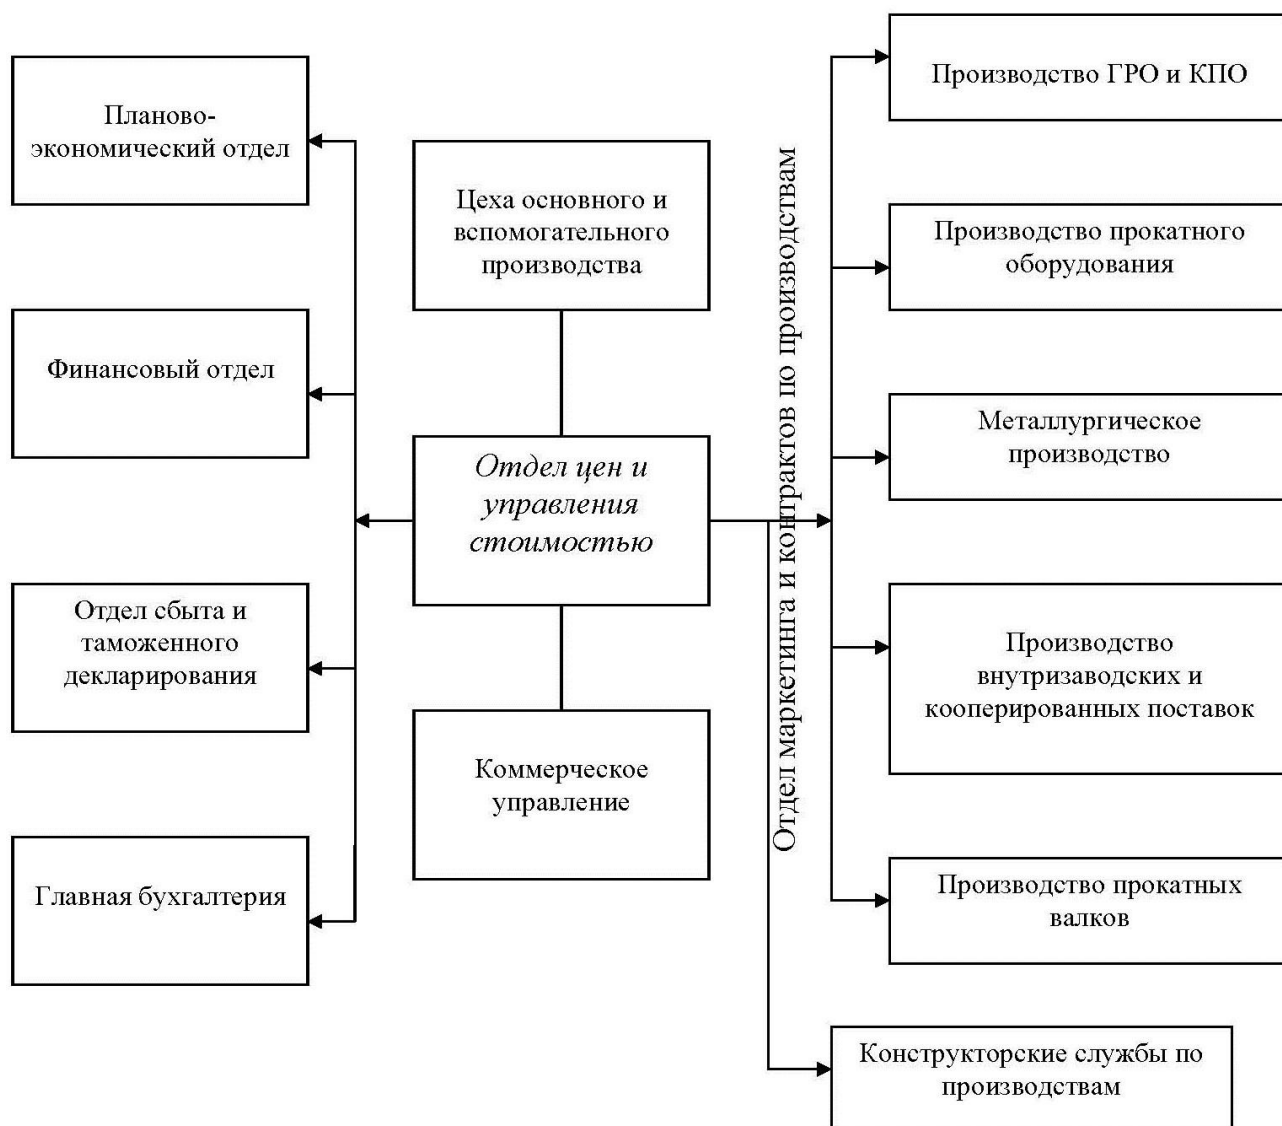 Планово-
экономический отдел
Финансовый отдел
Отдел сбыта и
таможенного
декларирования
Главная бухгалтерия
Цеха основного и
вспомогательного
производства
Отдел цен и
управления
стоимостью
Коммерческое
управление
Отдел маркетинга и контрактов по производствам
Производство ГРО и КПО
Производство прокатного
оборудования
Металлургическое
производство
Производство
внутризаводских и
кооперированных поставок
Производство прокатных
валков
Конструкторские службы по
производствам